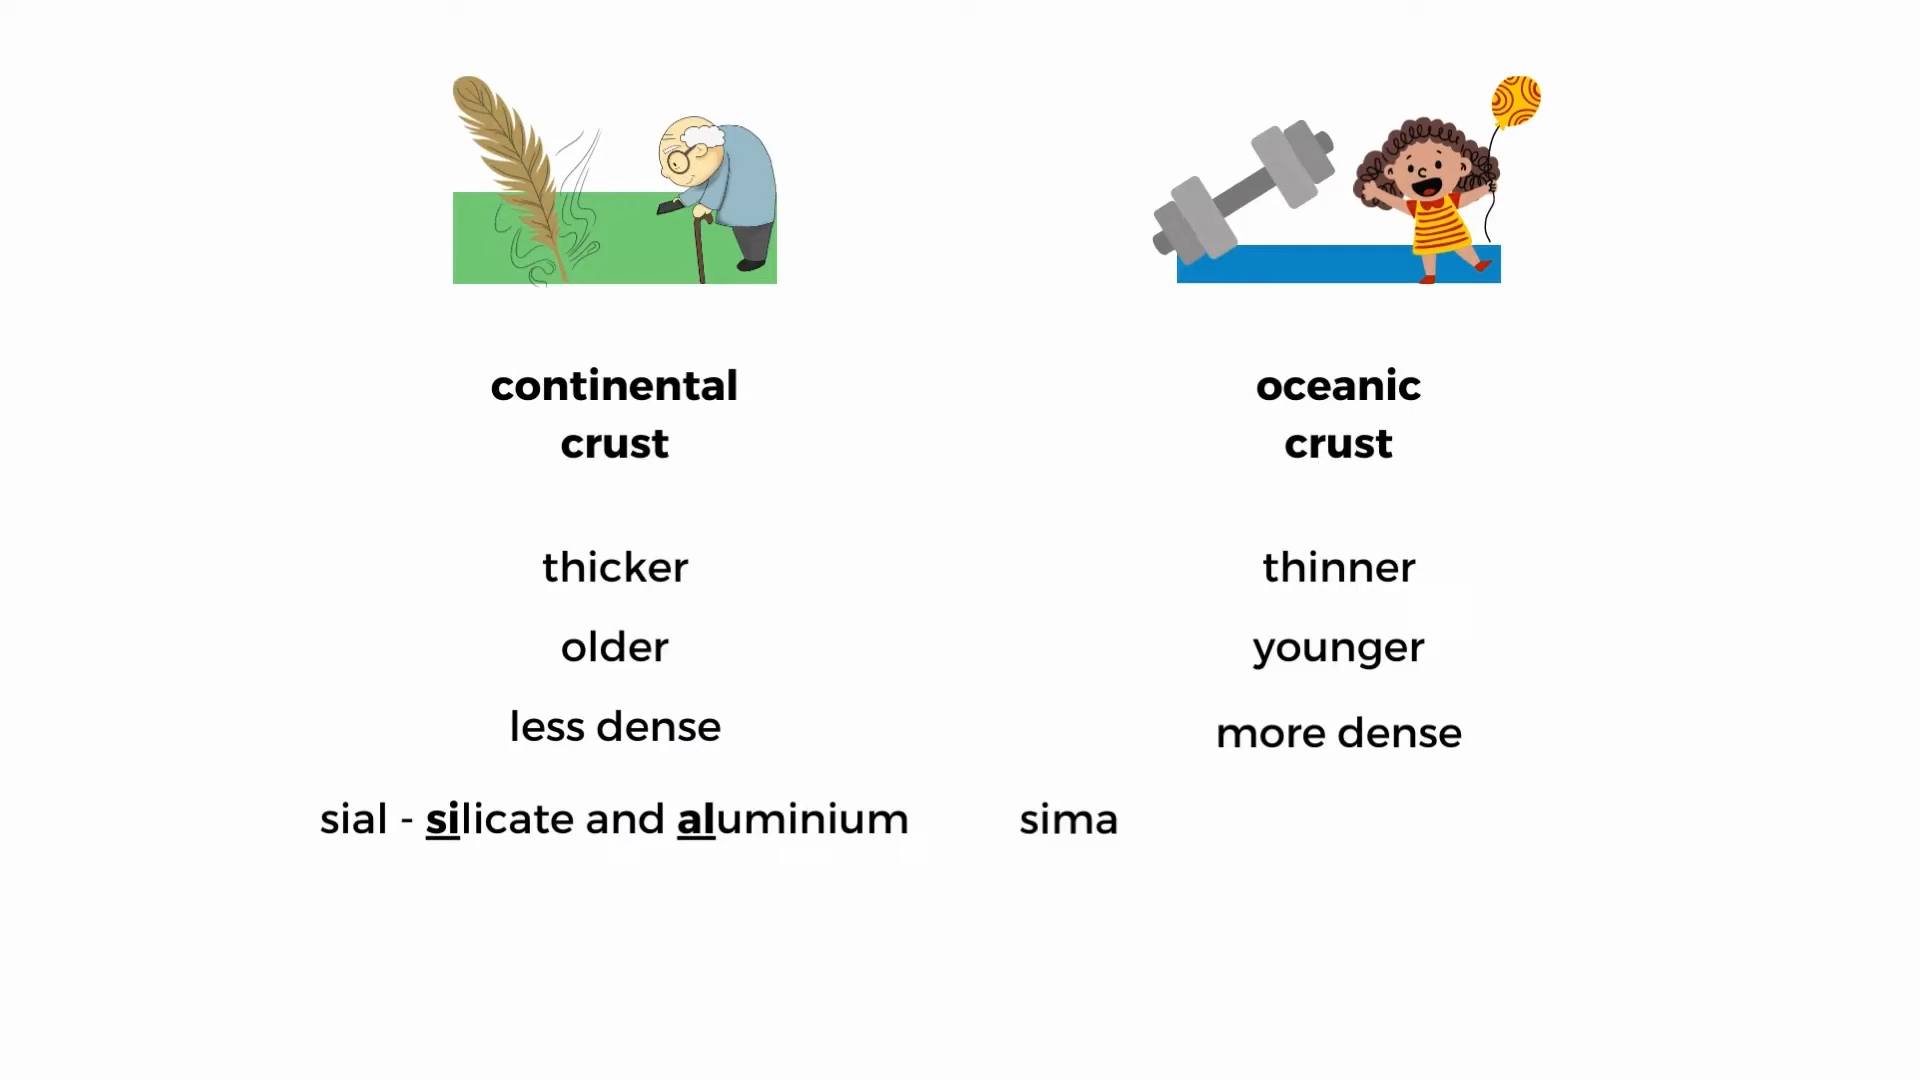 continental
crust
thicker
older
less dense
sial - silicate and aluminium
oceanic
crust
thinner
younger
more dense
sima